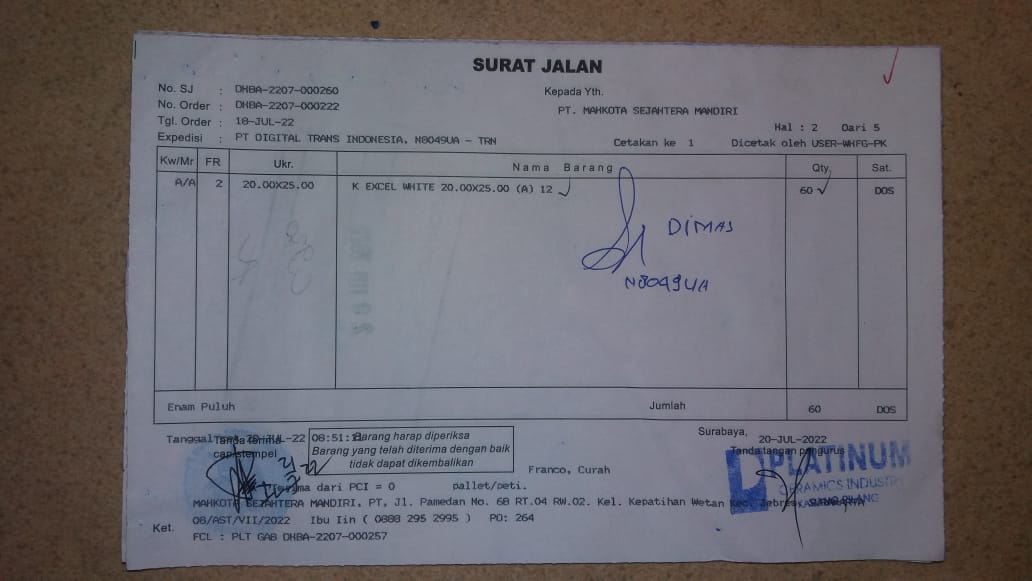 SURAT JALAN
No. SJ : DHBA-2207-000260
Kepada Yth.
No. Order : DHBA-2207-000222
PT. MAHKOTA SEJAHTERA MANDIRI
Tgl. Order : 18-JUL-22
Hal : 2 Dari 5
Expedisi : PT DIGITAL TRANS INDONESIA, N8049UA - TRN
Cetakan ke 1 Dicetak oleh USER-WHFG-PK
Kw/Mr FR Ukr. Nama Barang Qty. Sat.
A/A 2 20.00X25.00 K EXCEL WHITE 20.00X25.00 (A) 12 60 DOS
DIMAS
N8049UA
Enam Puluh Jumlah 60 DOS
Surabaya,
Tanggal 08:51:
20-JUL-2022
Tanda terima
cap stempel
Barang harap diperiksa
Barang yang telah diterima dengan baik
tidak dapat dikembalikan
Tanda tangan pengurus
PLATINUM
CERAMICS INDUSTRY
Franco, Curah
dari PCI = 0 pallet/peti.
MAHKOTA SEJAHTERA MANDIRI, PT, Jl. Pamedan No. 68 RT.04 RW.02. Kel. Kepatihan Wetan Kec. Jebres,
Ket.
08/AST/VII/2022 Ibu Iin ( 0888 295 2995 ) PO: 264
FCL : PLT GAB DHBA-2207-000257